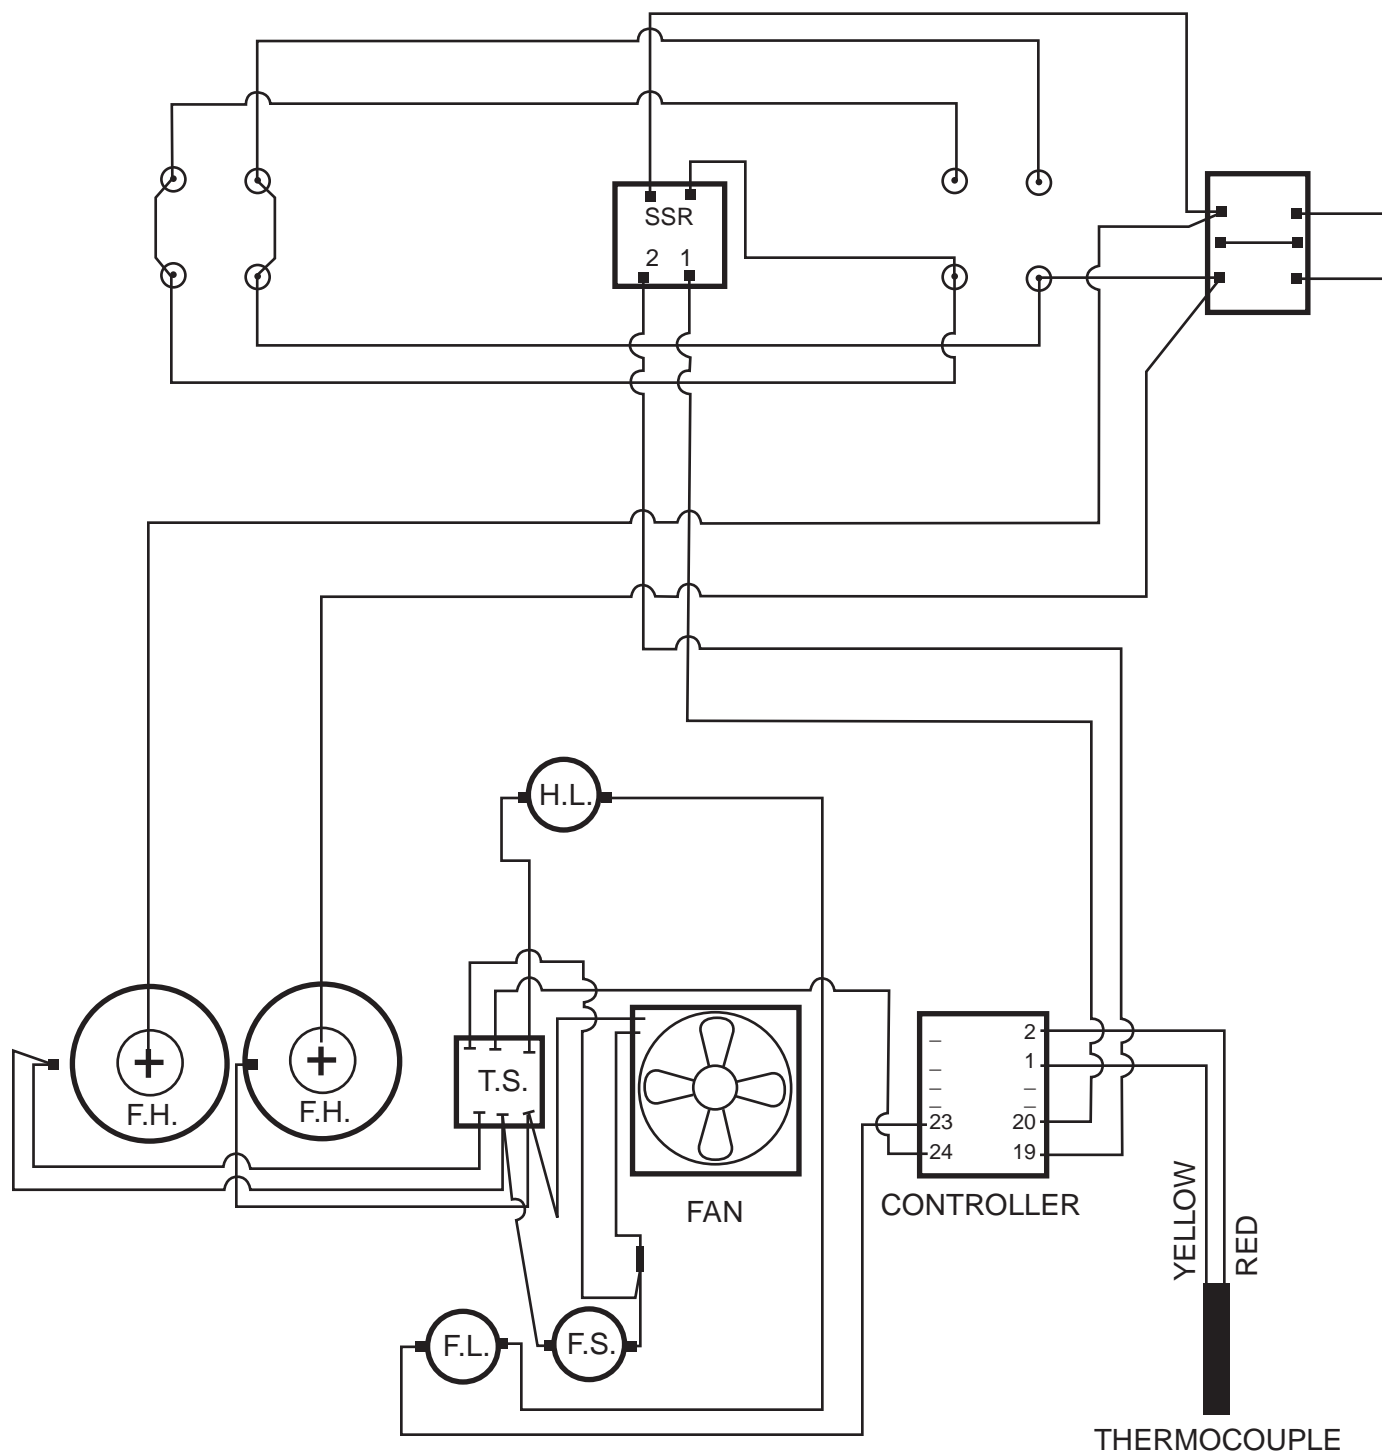 SSR
2 1
H.L.
T.S.
F.H.
F.H.
2
1
23
20
24
19
FAN
CONTROLLER
YELLOW
RED
F.L.
F.S.
THERMOCOUPLE